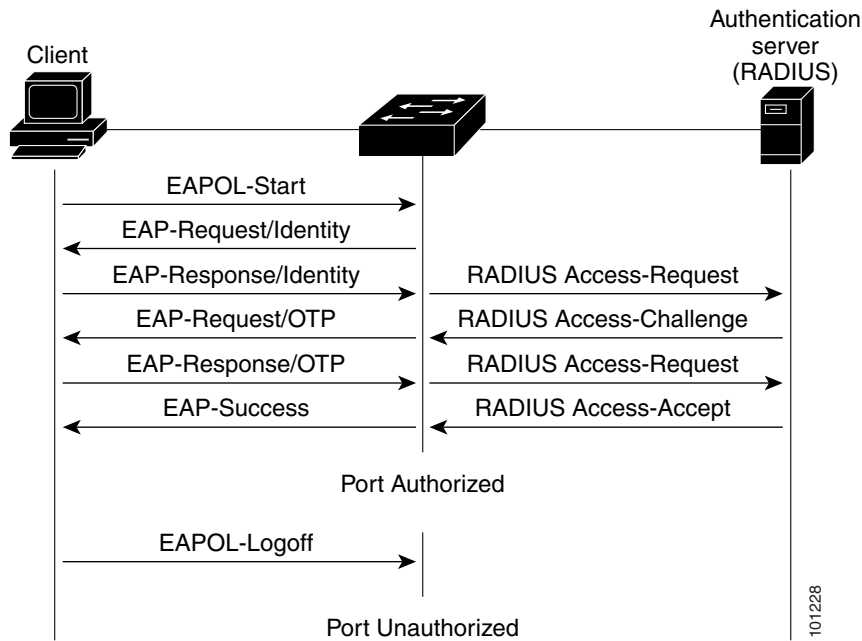 Client
Authentication
server
(RADIUS)
EAPOL-Start
EAP-Request/Identity
EAP-Response/Identity
RADIUS Access-Request
EAP-Request/OTP
RADIUS Access-Challenge
EAP-Response/OTP
RADIUS Access-Request
EAP-Success
RADIUS Access-Accept
Port Authorized
EAPOL-Logoff
Port Unauthorized
101228